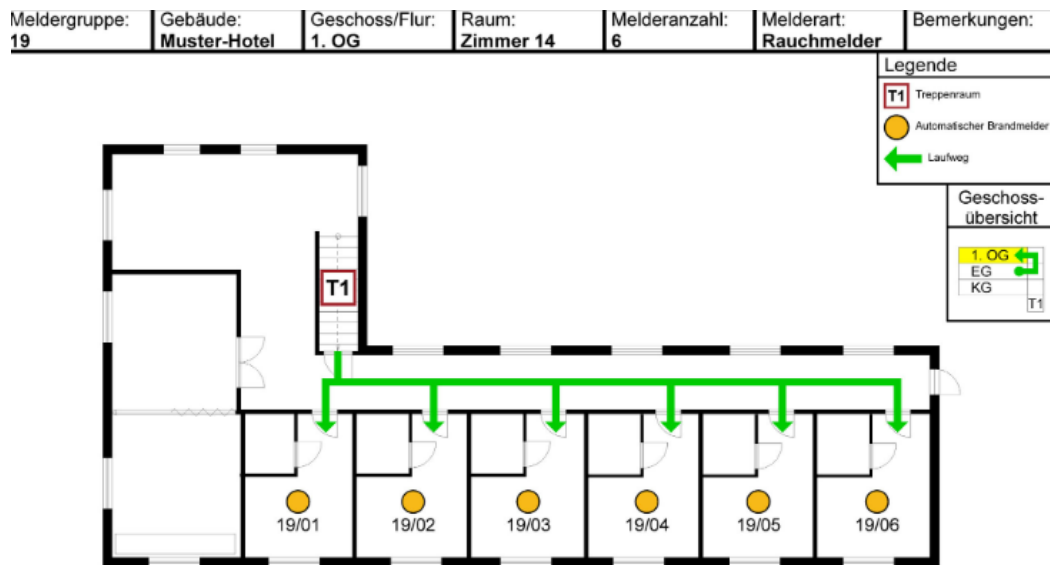 Meldergruppe: Gebäude: Geschoss/Flur: Raum: Melderanzahl: Melderart: Bemerkungen:
19 Muster-Hotel 1. OG Zimmer 14 6 Rauchmelder
Legende
T1 Treppenraum
Automatischer Brandmelder
Laufweg
Geschoss-
übersicht
1. OG
EG
KG
T1
T1
19/01 19/02 19/03 19/04 19/05 19/06